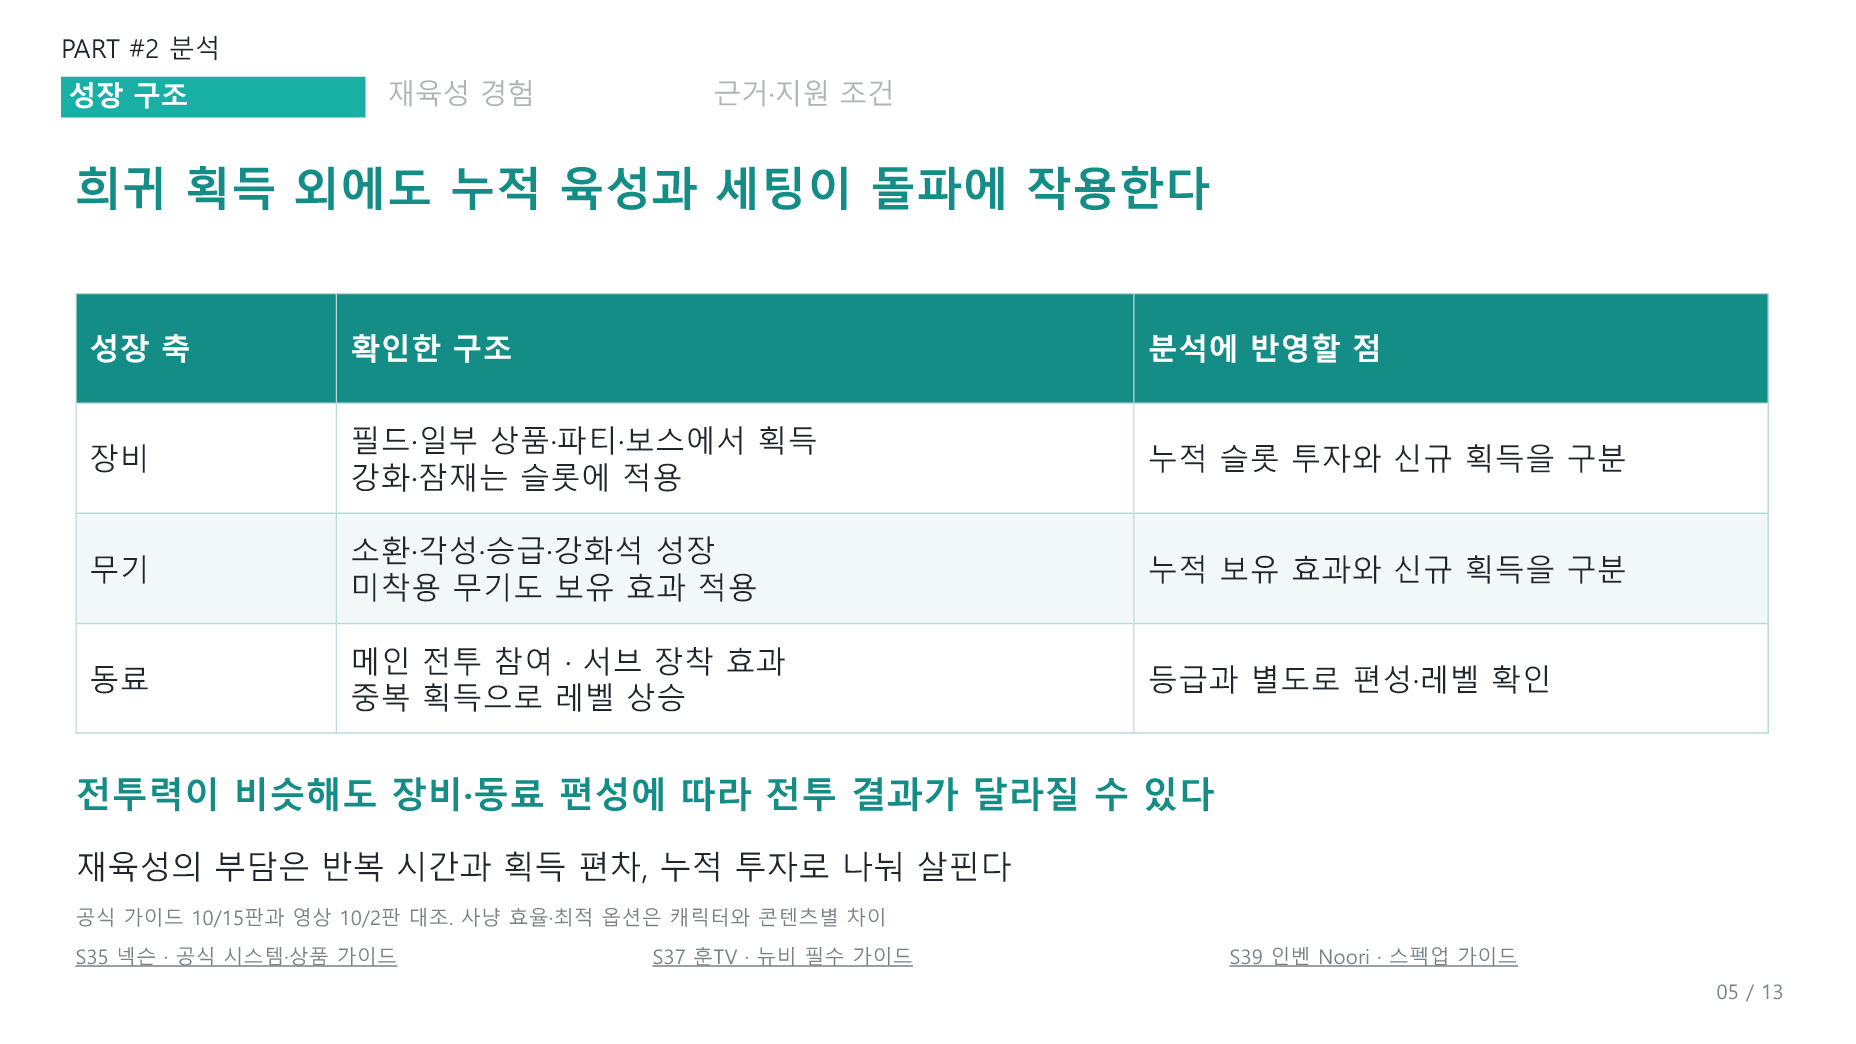 PART #2 분석
성장 구조
재육성 경험
근거·지원 조건
희귀 획득 외에도 누적 육성과 세팅이 돌파에 작용한다
성장 축
확인한 구조
분석에 반영할 점
장비
필드·일부 상품·파티·보스에서 획득
강화·잠재는 슬롯에 적용
누적 슬롯 투자와 신규 획득을 구분
무기
소환·각성·승급·강화석 성장
미착용 무기도 보유 효과 적용
누적 보유 효과와 신규 획득을 구분
동료
메인 전투 참여 · 서브 장착 효과
중복 획득으로 레벨 상승
등급과 별도로 편성·레벨 확인
전투력이 비슷해도 장비·동료 편성에 따라 전투 결과가 달라질 수 있다
재육성의 부담은 반복 시간과 획득 편차, 누적 투자로 나눠 살핀다
공식 가이드 10/15판과 영상 10/2판 대조. 사냥 효율·최적 옵션은 캐릭터와 콘텐츠별 차이
S35 넥슨 · 공식 시스템·상품 가이드
S37 훈TV · 뉴비 필수 가이드
S39 인벤 Noori · 스펙업 가이드
05 / 13